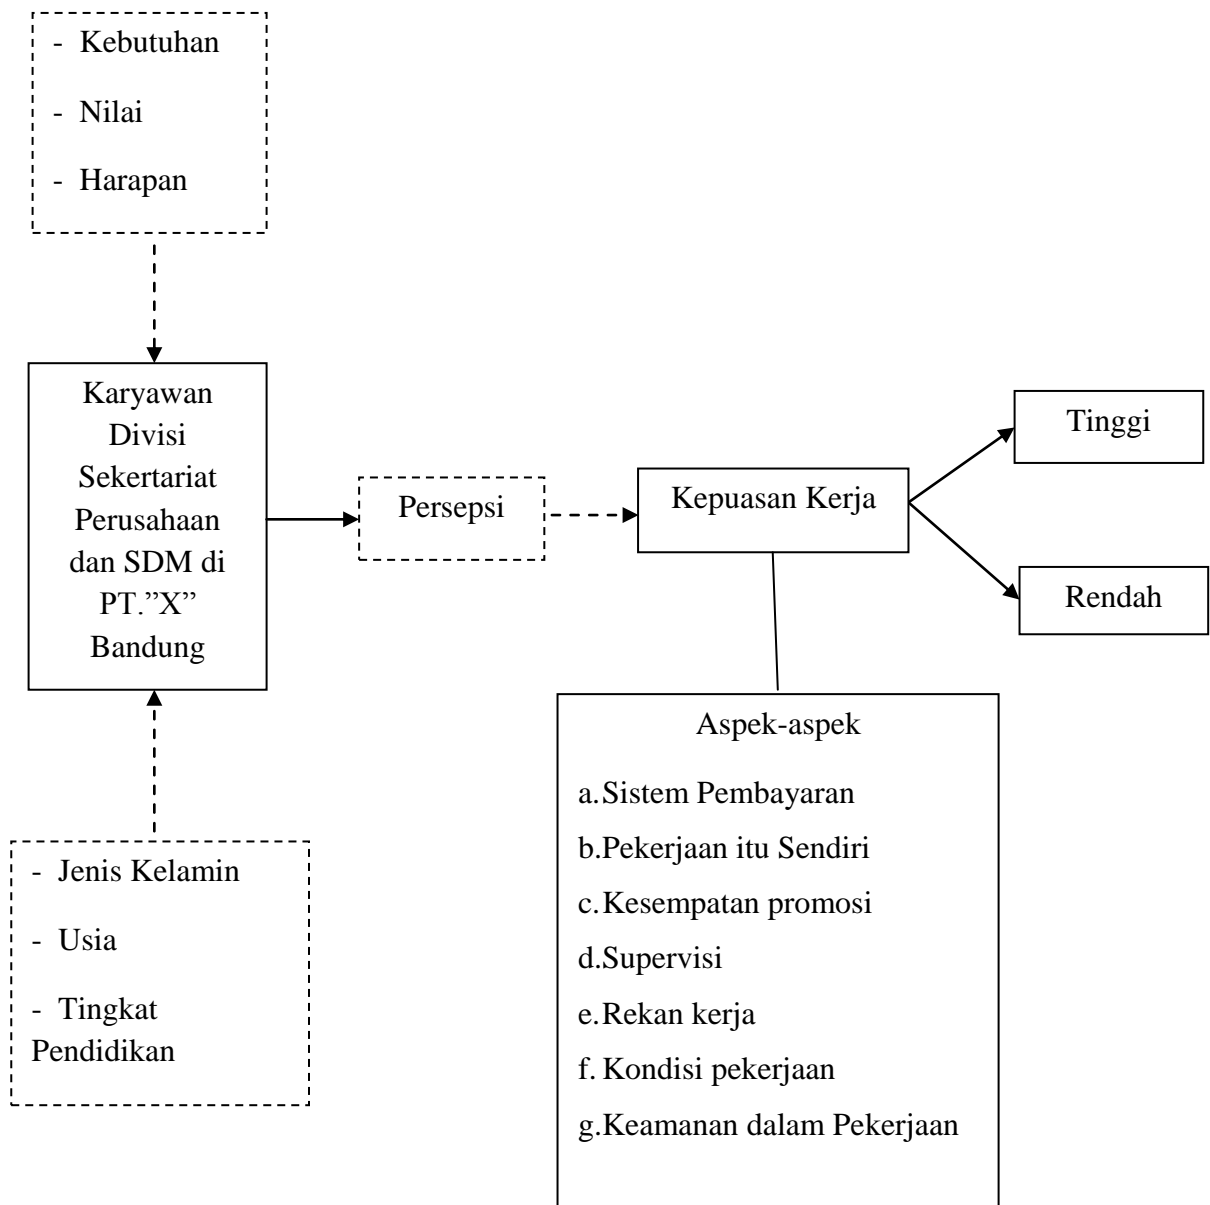 - Kebutuhan
- Nilai
- Harapan
Karyawan
Divisi
Sekertariat
Perusahaan
dan SDM di
PT.”X”
Bandung
Persepsi
Kepuasan Kerja
Tinggi
Rendah
- Jenis Kelamin
- Usia
- Tingkat
Pendidikan
Aspek-aspek
a.Sistem Pembayaran
b.Pekerjaan itu Sendiri
c.Kesempatan promosi
d.Supervisi
e.Rekan kerja
f. Kondisi pekerjaan
g.Keamanan dalam Pekerjaan